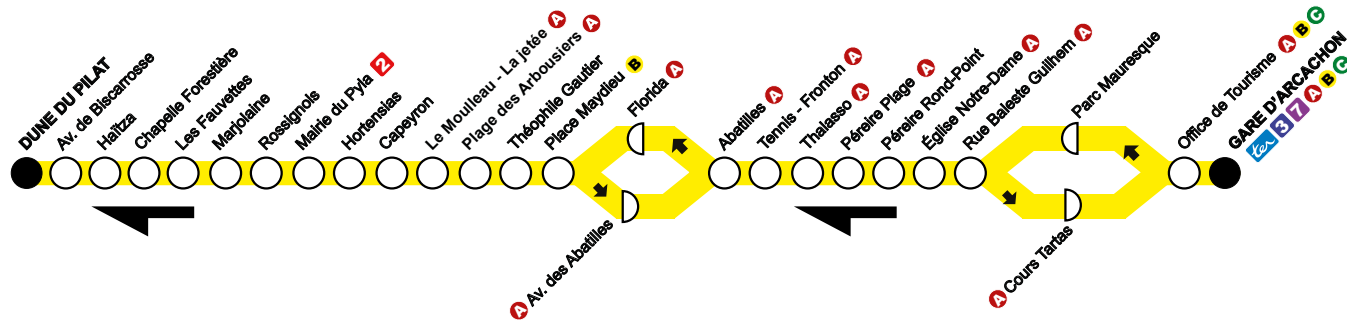 DUNE DU PILAT
Av. de Biscarrosse
Haïtza
Chapelle Forestière
Les Fauvettes
Marjolaine
Rossignols
Mairie du Pyla 2
Hortensias
Capeyron
Le Moulleau - La jetée A
Plage des Arbousiers A
Théophile Gautier
Place Maydieu B
Florida A
A Av. des Abatilles
Abatilles A
Tennis - Fronton A
Thalasso A
Péreire Plage A
Péreire Rond-Point
Église Notre-Dame A
Rue Baleste Guilhem A
Parc Mauresque
A Cours Tartas
Office de Tourisme A B C
GARE D'ARCACHON
ter 3 7 A B C